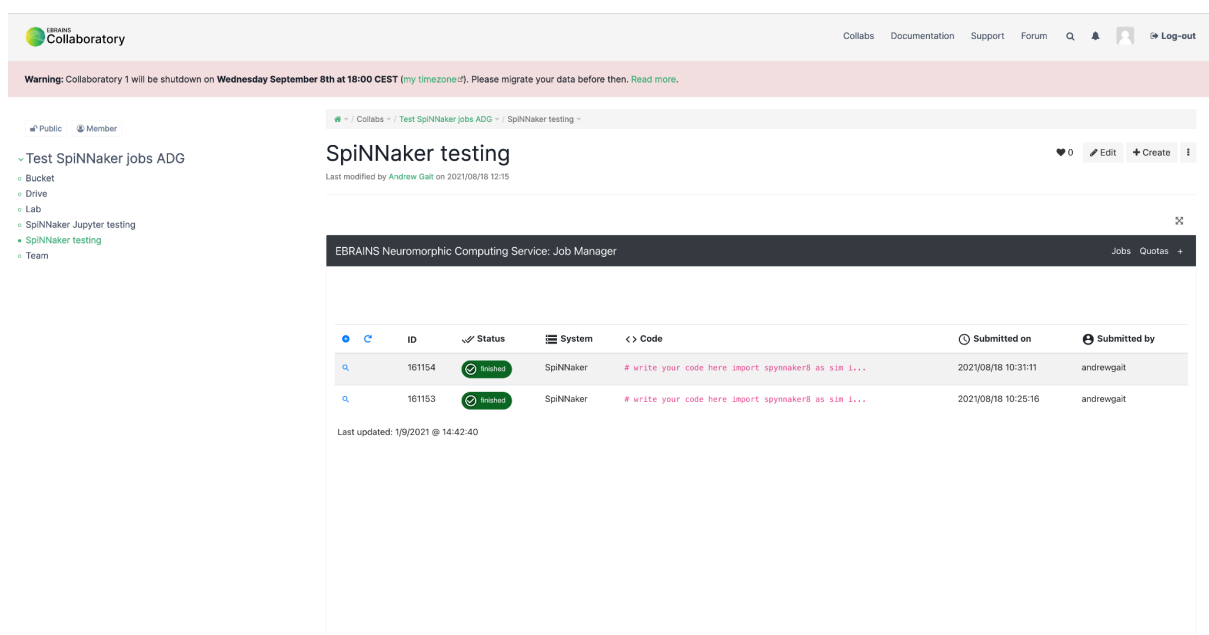 EBRAINS
Collaboratory
Collabs Documentation Support Forum Log-out
Warning: Collaboratory 1 will be shutdown on Wednesday September 8th at 18:00 CEST (my timezone). Please migrate your data before then. Read more.
Public Member
/ Collabs / Test SpiNNaker jobs ADG / SpiNNaker testing
Test SpiNNaker jobs ADG
Bucket
Drive
Lab
SpiNNaker Jupyter testing
SpiNNaker testing
Team
SpiNNaker testing
0 Edit + Create
Last modified by Andrew Gait on 2021/08/18 12:15
EBRAINS Neuromorphic Computing Service: Job Manager Jobs Quotas +
ID Status System <> Code Submitted on Submitted by
161154 finished SpiNNaker # write your code here import spynnaker8 as sim i... 2021/08/18 10:31:11 andrewgait
161153 finished SpiNNaker # write your code here import spynnaker8 as sim i... 2021/08/18 10:25:16 andrewgait
Last updated: 1/9/2021 @ 14:42:40